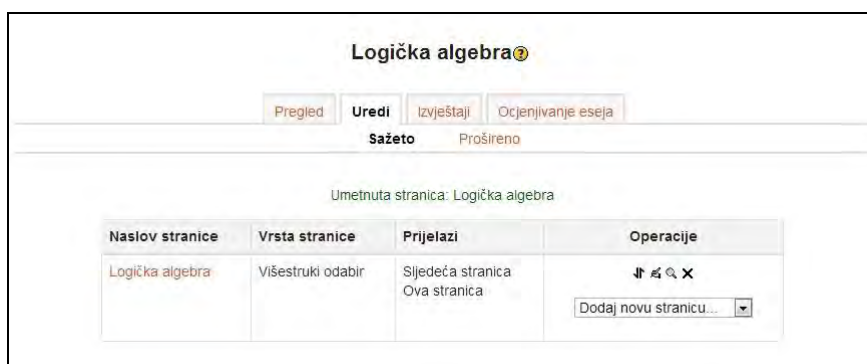 Logička algebra
Pregled Uredi Izvještaji Ocjenjivanje eseja
Sažeto Prošireno
Umetnuta stranica: Logička algebra
Naslov stranice Vrsta stranice Prijelazi Operacije
Logička algebra Višestruki odabir Sljedeća stranica
Ova stranica
Dodaj novu stranicu...